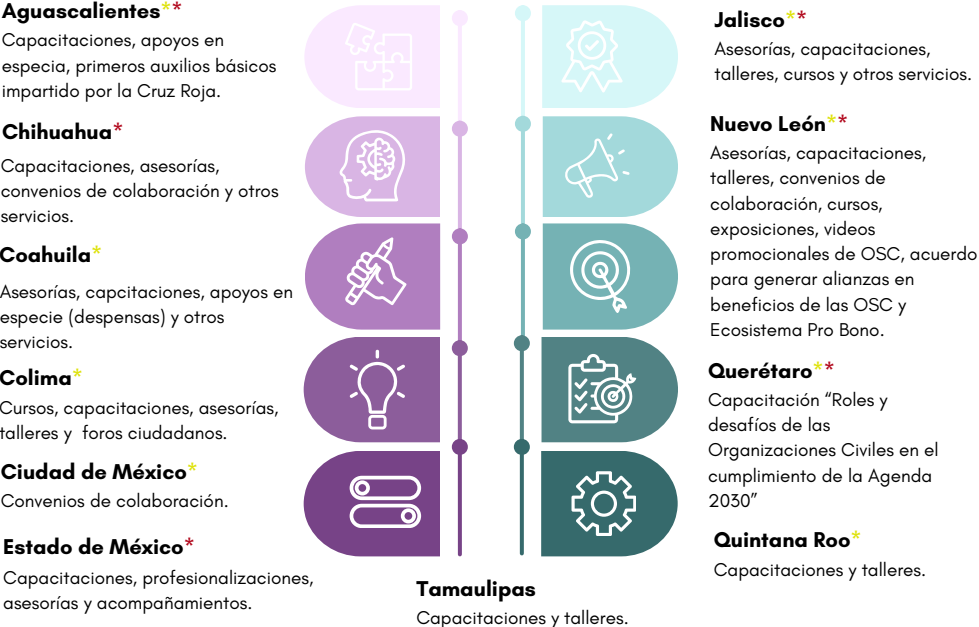 Aguascalientes**
Capacitaciones, apoyos en
especia, primeros auxilios básicos
impartido por la Cruz Roja.
Chihuahua*
Capacitaciones, asesorías,
convenios de colaboración y otros
servicios.
Coahuila*
Asesorías, capcitaciones, apoyos en
especie (despensas) y otros
servicios.
Colima*
Cursos, capacitaciones, asesorías,
talleres y foros ciudadanos.
Ciudad de México*
Convenios de colaboración.
Estado de México*
Capacitaciones, profesionalizaciones,
asesorías y acompañamientos.
Jalisco**
Asesorías, capacitaciones,
talleres, cursos y otros servicios.
Nuevo León**
Asesorías, capacitaciones,
talleres, convenios de
colaboración, cursos,
exposiciones, videos
promocionales de OSC, acuerdo
para generar alianzas en
beneficios de las OSC y
Ecosistema Pro Bono.
Querétaro**
Capacitación “Roles y
desafíos de las
Organizaciones Civiles en el
cumplimiento de la Agenda
2030”
Quintana Roo*
Capacitaciones y talleres.
Tamaulipas
Capacitaciones y talleres.